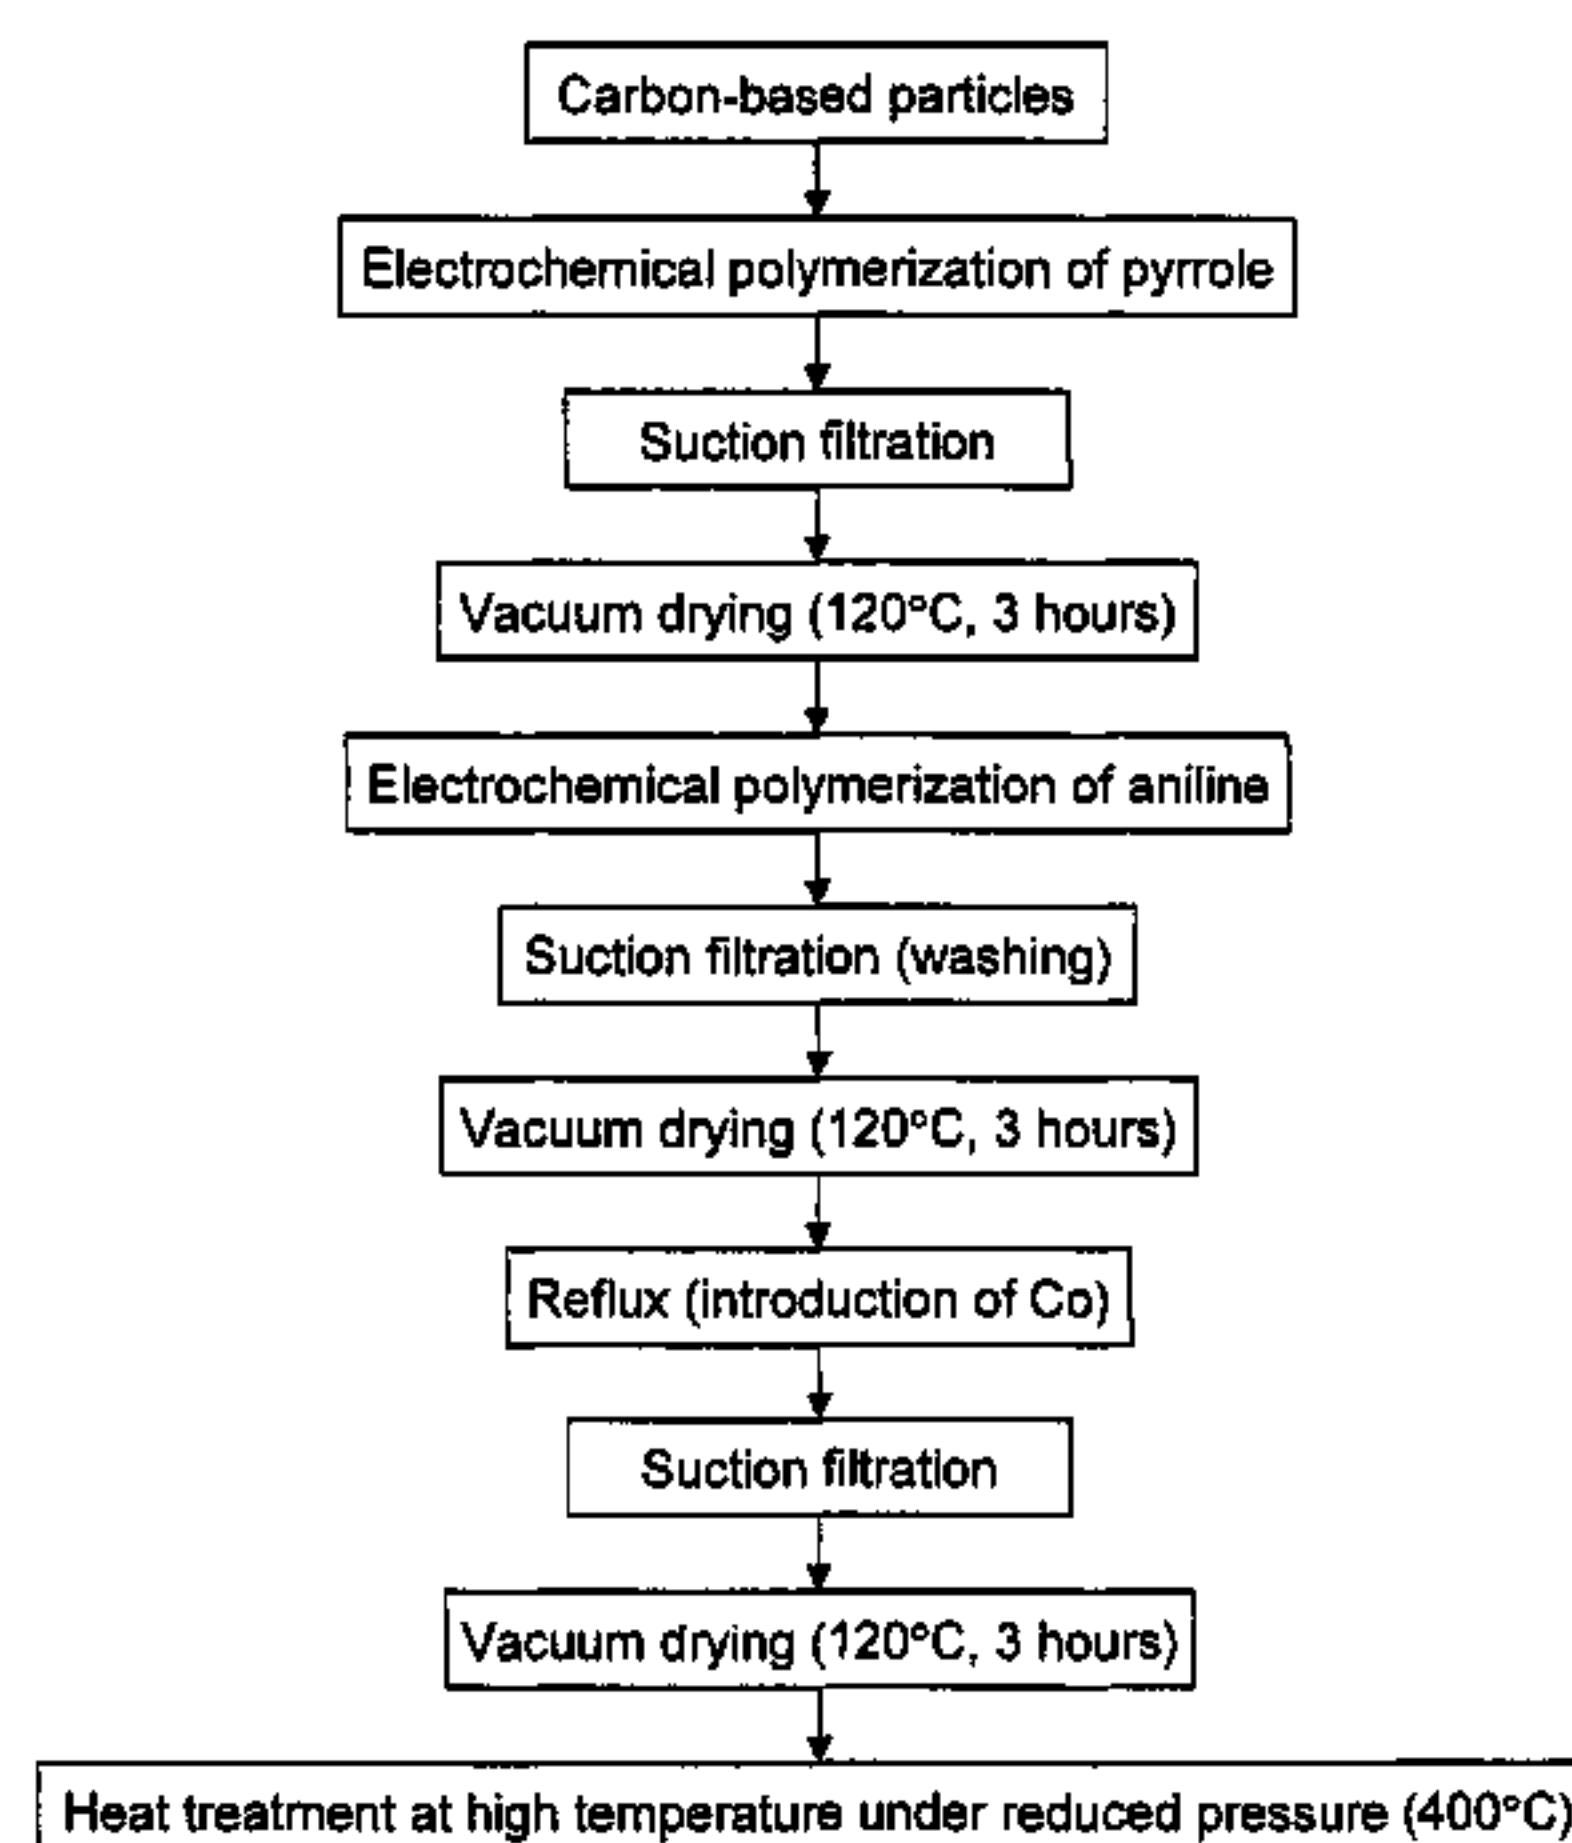 Carbon-based particles
Electrochemical polymerization of pyrrole
Suction filtration
Vacuum drying (120°C, 3 hours)
Electrochemical polymerization of aniline
Suction filtration (washing)
Vacuum drying (120°C, 3 hours)
Reflux (introduction of Co)
Suction filtration
Vacuum drying (120°C, 3 hours)
Heat treatment at high temperature under reduced pressure (400°C)